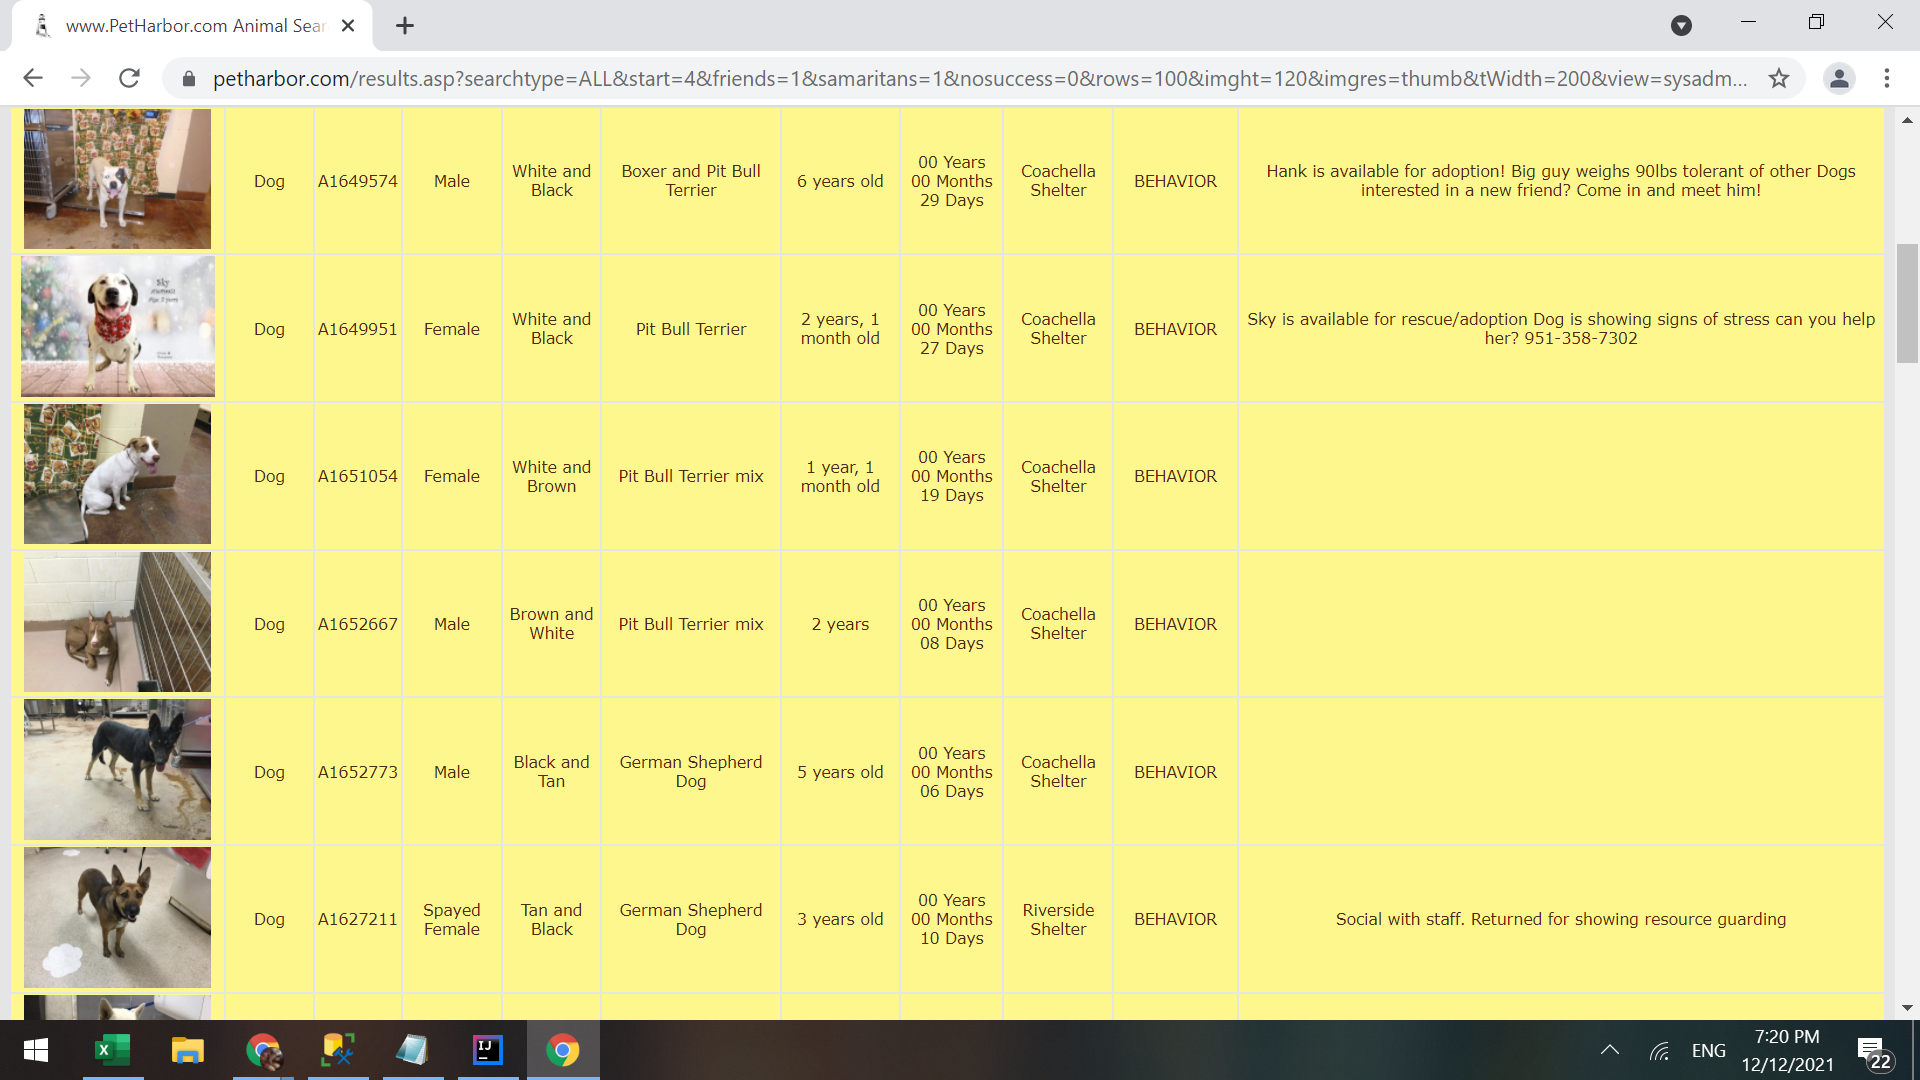 www.PetHarbor.com Animal Sear
petharbor.com/results.asp?searchtype=ALL&start=4&friends=1&samaritans=1&nosuccess=0&rows=100&imght=120&imgres=thumb&tWidth=200&view=sysadm...
Dog
A1649574
Male
White and
Black
Boxer and Pit Bull
Terrier
6 years old
00 Years
00 Months
29 Days
Coachella
Shelter
BEHAVIOR
Hank is available for adoption! Big guy weighs 90lbs tolerant of other Dogs
interested in a new friend? Come in and meet him!
Sky
Dog
A1649951
Female
White and
Black
Pit Bull Terrier
2 years, 1
month old
00 Years
00 Months
27 Days
Coachella
Shelter
BEHAVIOR
Sky is available for rescue/adoption Dog is showing signs of stress can you help
her? 951-358-7302
Dog
A1651054
Female
White and
Brown
Pit Bull Terrier mix
1 year, 1
month old
00 Years
00 Months
19 Days
Coachella
Shelter
BEHAVIOR
Dog
A1652667
Male
Brown and
White
Pit Bull Terrier mix
2 years
00 Years
00 Months
08 Days
Coachella
Shelter
BEHAVIOR
Dog
A1652773
Male
Black and
Tan
German Shepherd
Dog
5 years old
00 Years
00 Months
06 Days
Coachella
Shelter
BEHAVIOR
Dog
A1627211
Spayed
Female
Tan and
Black
German Shepherd
Dog
3 years old
00 Years
00 Months
10 Days
Riverside
Shelter
BEHAVIOR
Social with staff. Returned for showing resource guarding
X
IJ
ENG
7:20 PM
12/12/2021
22